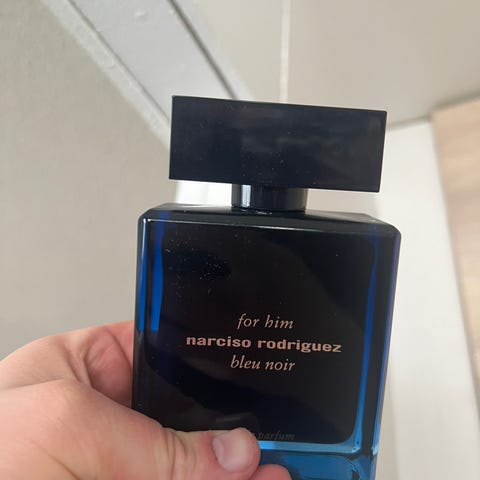 for him
narciso rodriguez
bleu noir
parfum